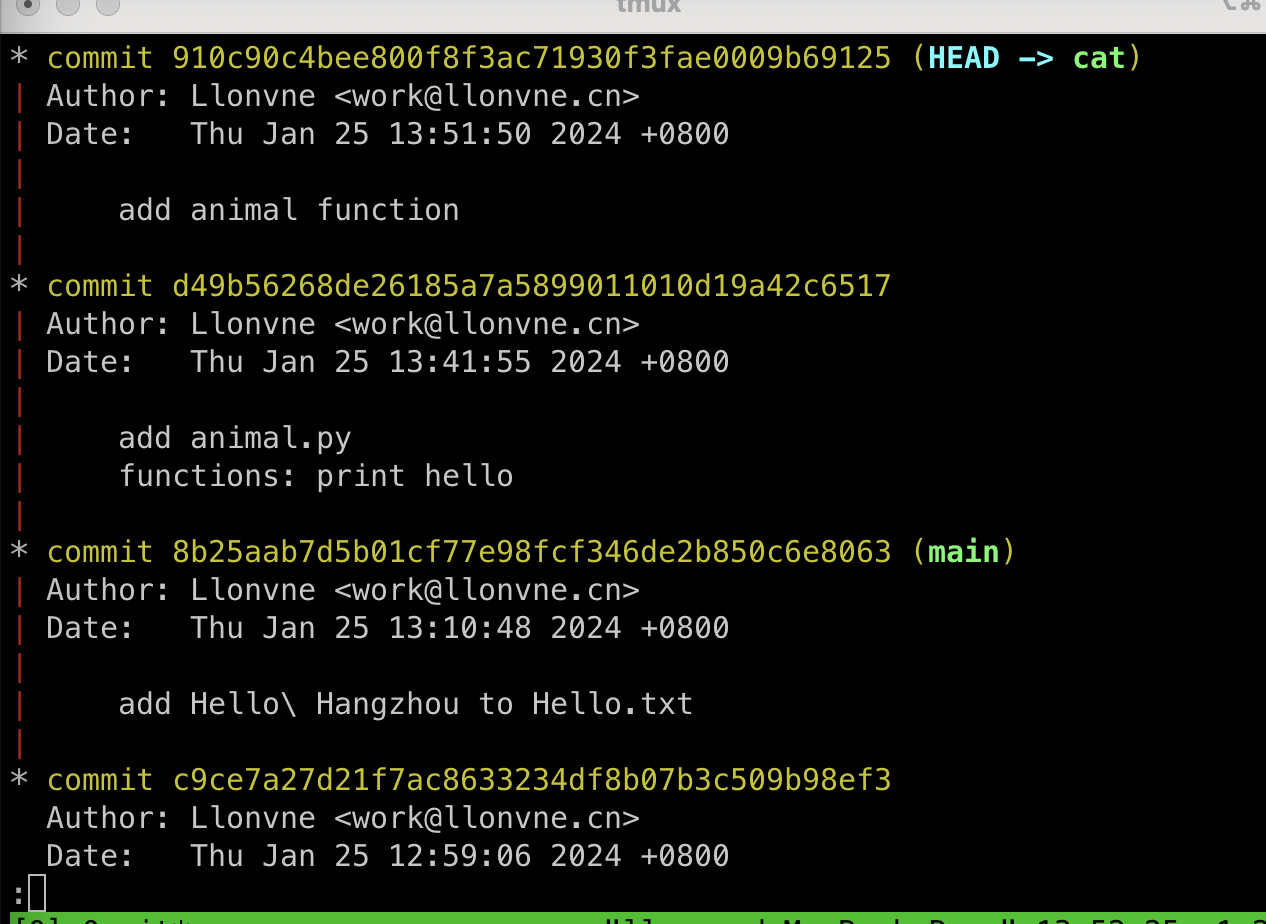 tmux
* commit 910c90c4bee800f8f3ac71930f3fae0009b69125 (HEAD -> cat)
| Author: Llonvne <work@llonvne.cn>
| Date:   Thu Jan 25 13:51:50 2024 +0800
|
|     add animal function
|
* commit d49b56268de26185a7a5899011010d19a42c6517
| Author: Llonvne <work@llonvne.cn>
| Date:   Thu Jan 25 13:41:55 2024 +0800
|
|     add animal.py
|     functions: print hello
|
* commit 8b25aab7d5b01cf77e98fcf346de2b850c6e8063 (main)
| Author: Llonvne <work@llonvne.cn>
| Date:   Thu Jan 25 13:10:48 2024 +0800
|
|     add Hello\ Hangzhou to Hello.txt
|
* commit c9ce7a27d21f7ac8633234df8b07b3c509b98ef3
  Author: Llonvne <work@llonvne.cn>
  Date:   Thu Jan 25 12:59:06 2024 +0800
: